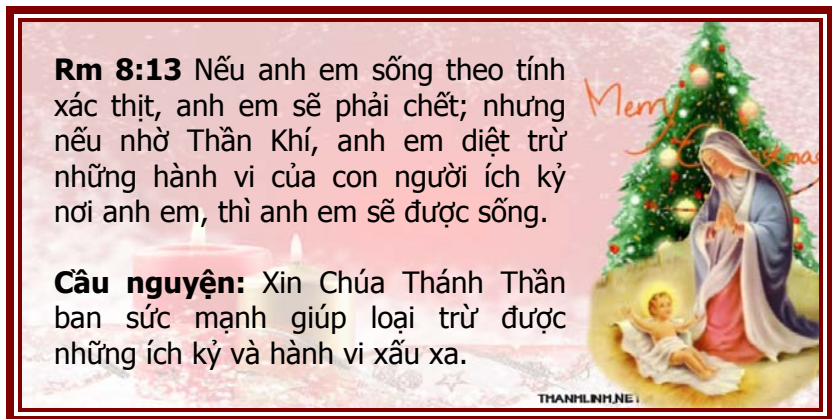 Rm 8:13 Nếu anh em sống theo tính
xác thịt, anh em sẽ phải chết; nhưng
nếu nhờ Thần Khí, anh em diệt trừ
những hành vi của con người ích kỷ
nơi anh em, thì anh em sẽ được sống.
Cầu nguyện: Xin Chúa Thánh Thần
ban sức mạnh giúp loại trừ được
những ích kỷ và hành vi xấu xa.
Merry
Christmas
THANHLINH.NET